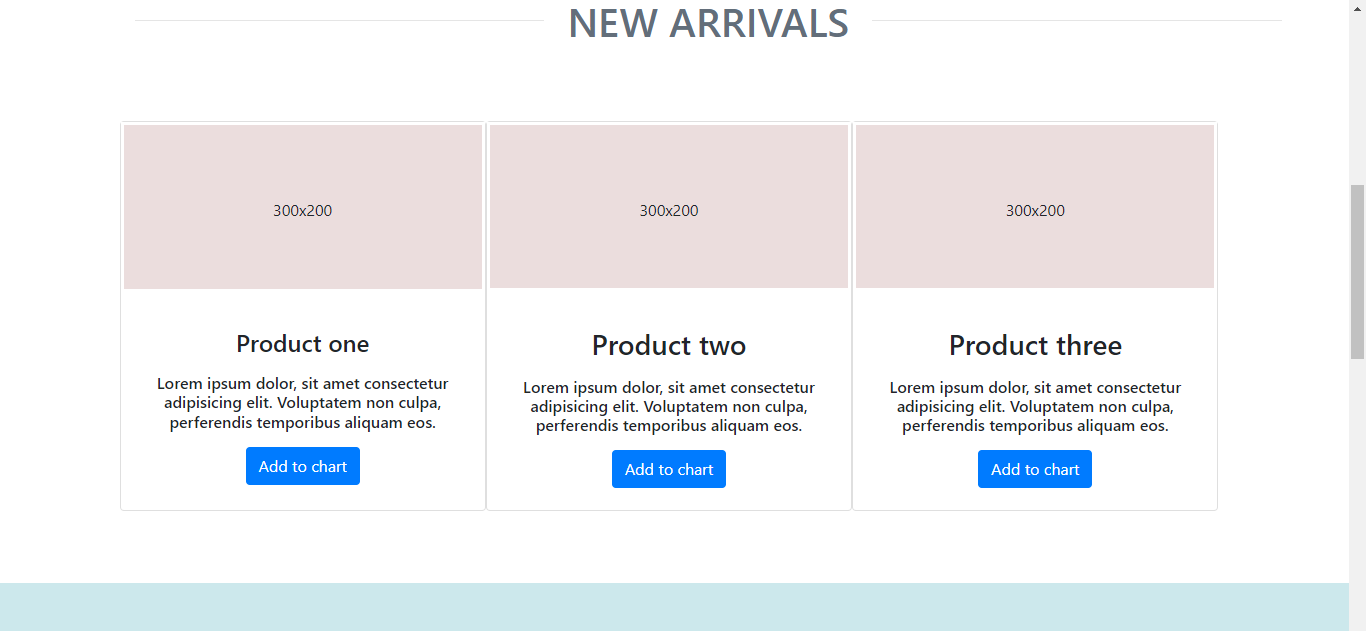 NEW ARRIVALS
300x200
300x200
300x200
Product one
Lorem ipsum dolor, sit amet consectetur
adipisicing elit. Voluptatem non culpa,
perferendis temporibus aliquam eos.
Add to chart
Product two
Lorem ipsum dolor, sit amet consectetur
adipisicing elit. Voluptatem non culpa,
perferendis temporibus aliquam eos.
Add to chart
Product three
Lorem ipsum dolor, sit amet consectetur
adipisicing elit. Voluptatem non culpa,
perferendis temporibus aliquam eos.
Add to chart